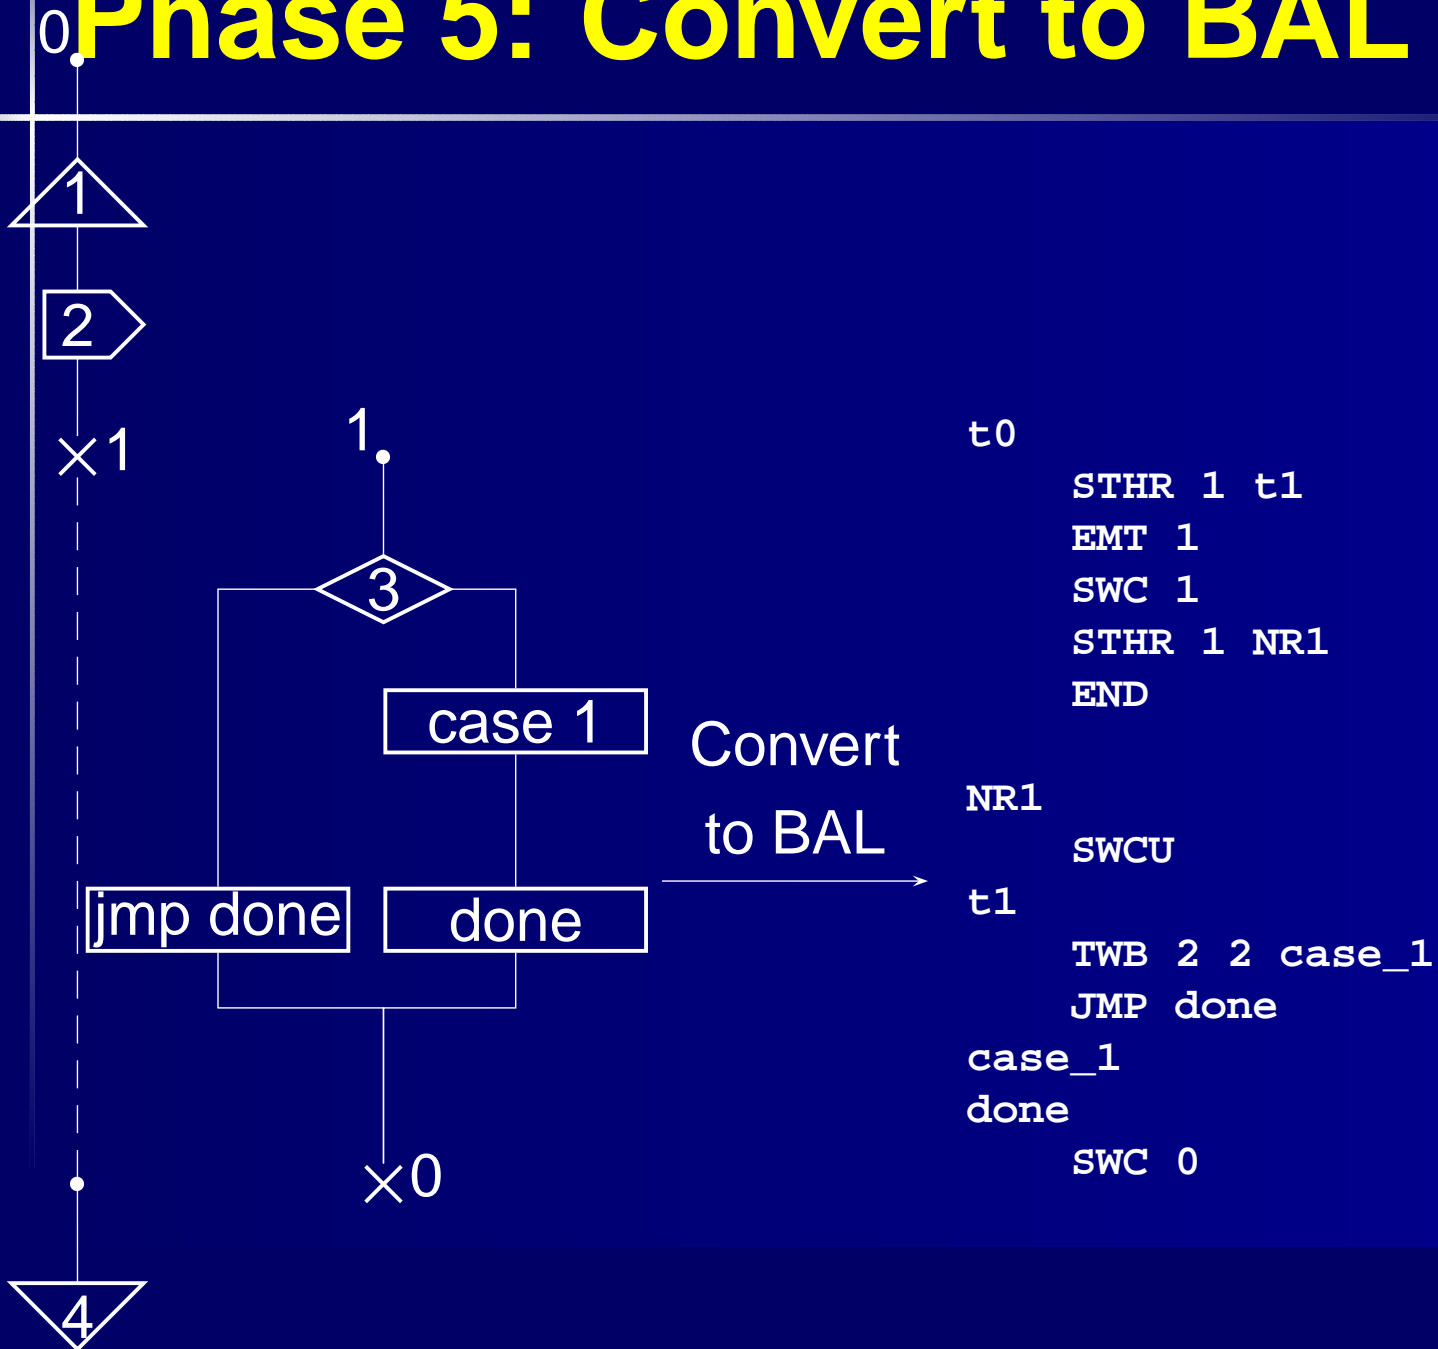 Phase 5: Convert to BAL
0
1
2
1
1
3
case 1
jmp done
done
0
4
Convert
to BAL
t0
STHR 1 t1
EMT 1
SWC 1
STHR 1 NR1
END
NR1
SWCU
t1
TWB 2 2 case_1
JMP done
case_1
done
SWC 0